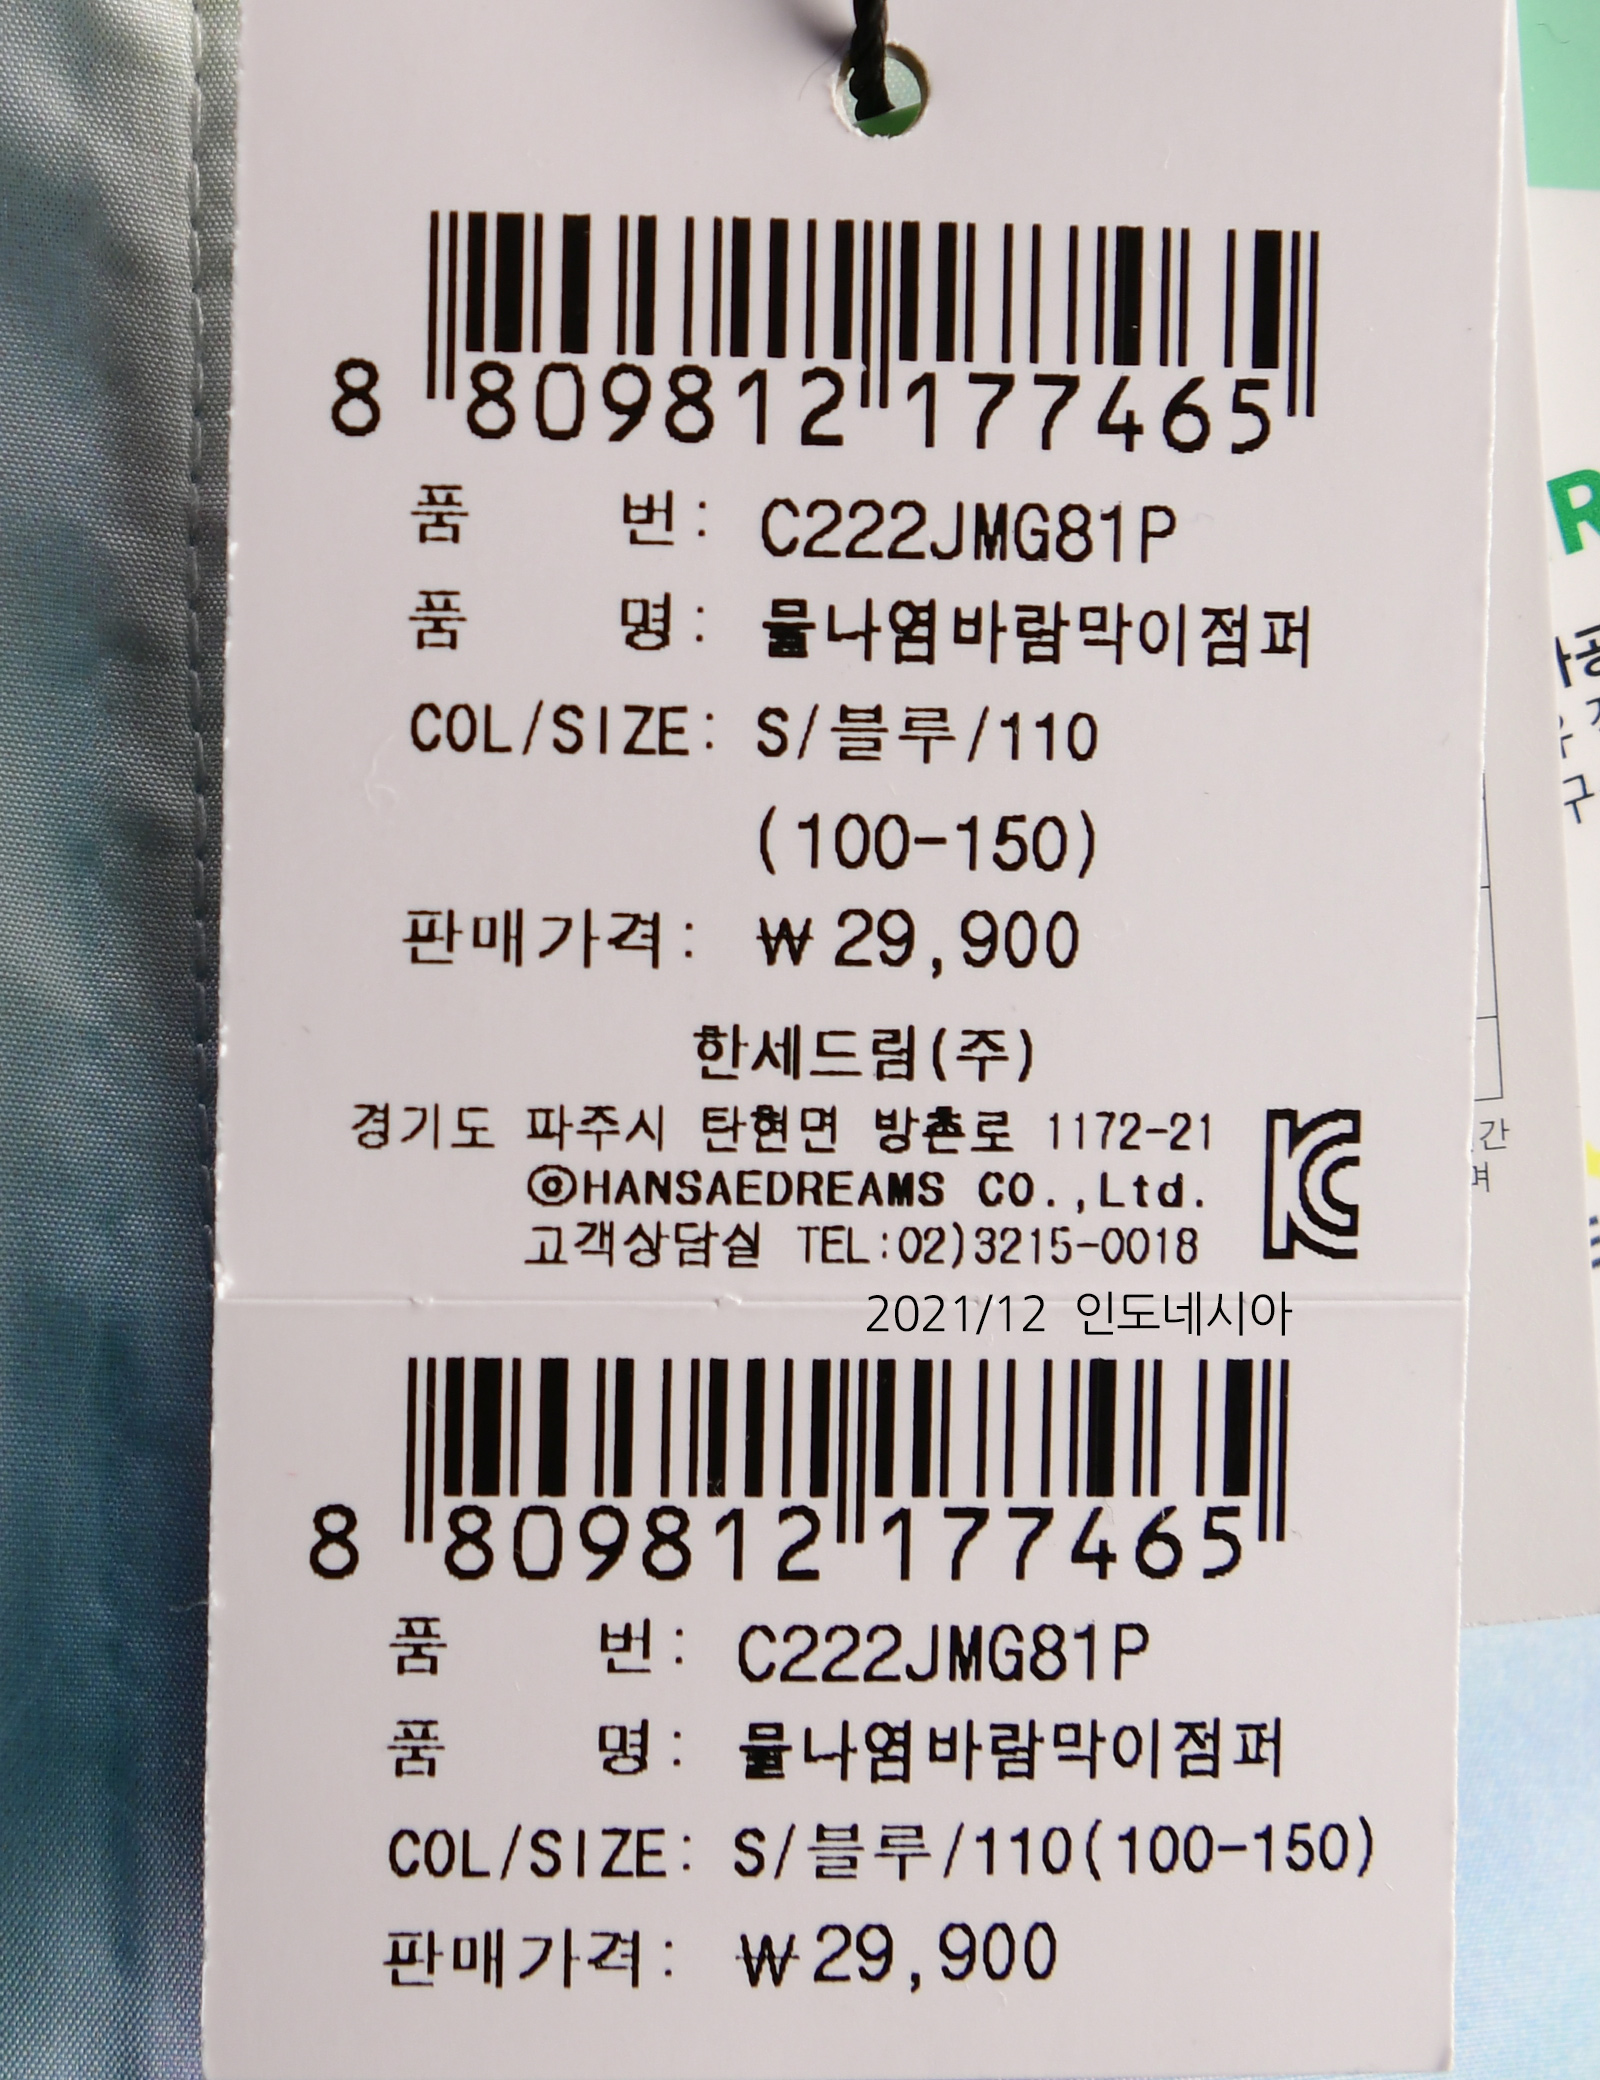 8 809812 177465
품 번: C222JMG81P
품 명: 물나염바람막이점퍼
COL/SIZE: S/블루/110
(100-150)
판매가격: ₩29,900
한세드림(주)
경기도 파주시 탄현면 방촌로 1172-21
©HANSAEDREAMS CO.,Ltd.
고객상담실 TEL:02)3215-0018
2021/12 인도네시아
8 809812 177465
품 번: C222JMG81P
품 명: 물나염바람막이점퍼
COL/SIZE: S/블루/110(100-150)
판매가격: ₩29,900
R
구
간
며